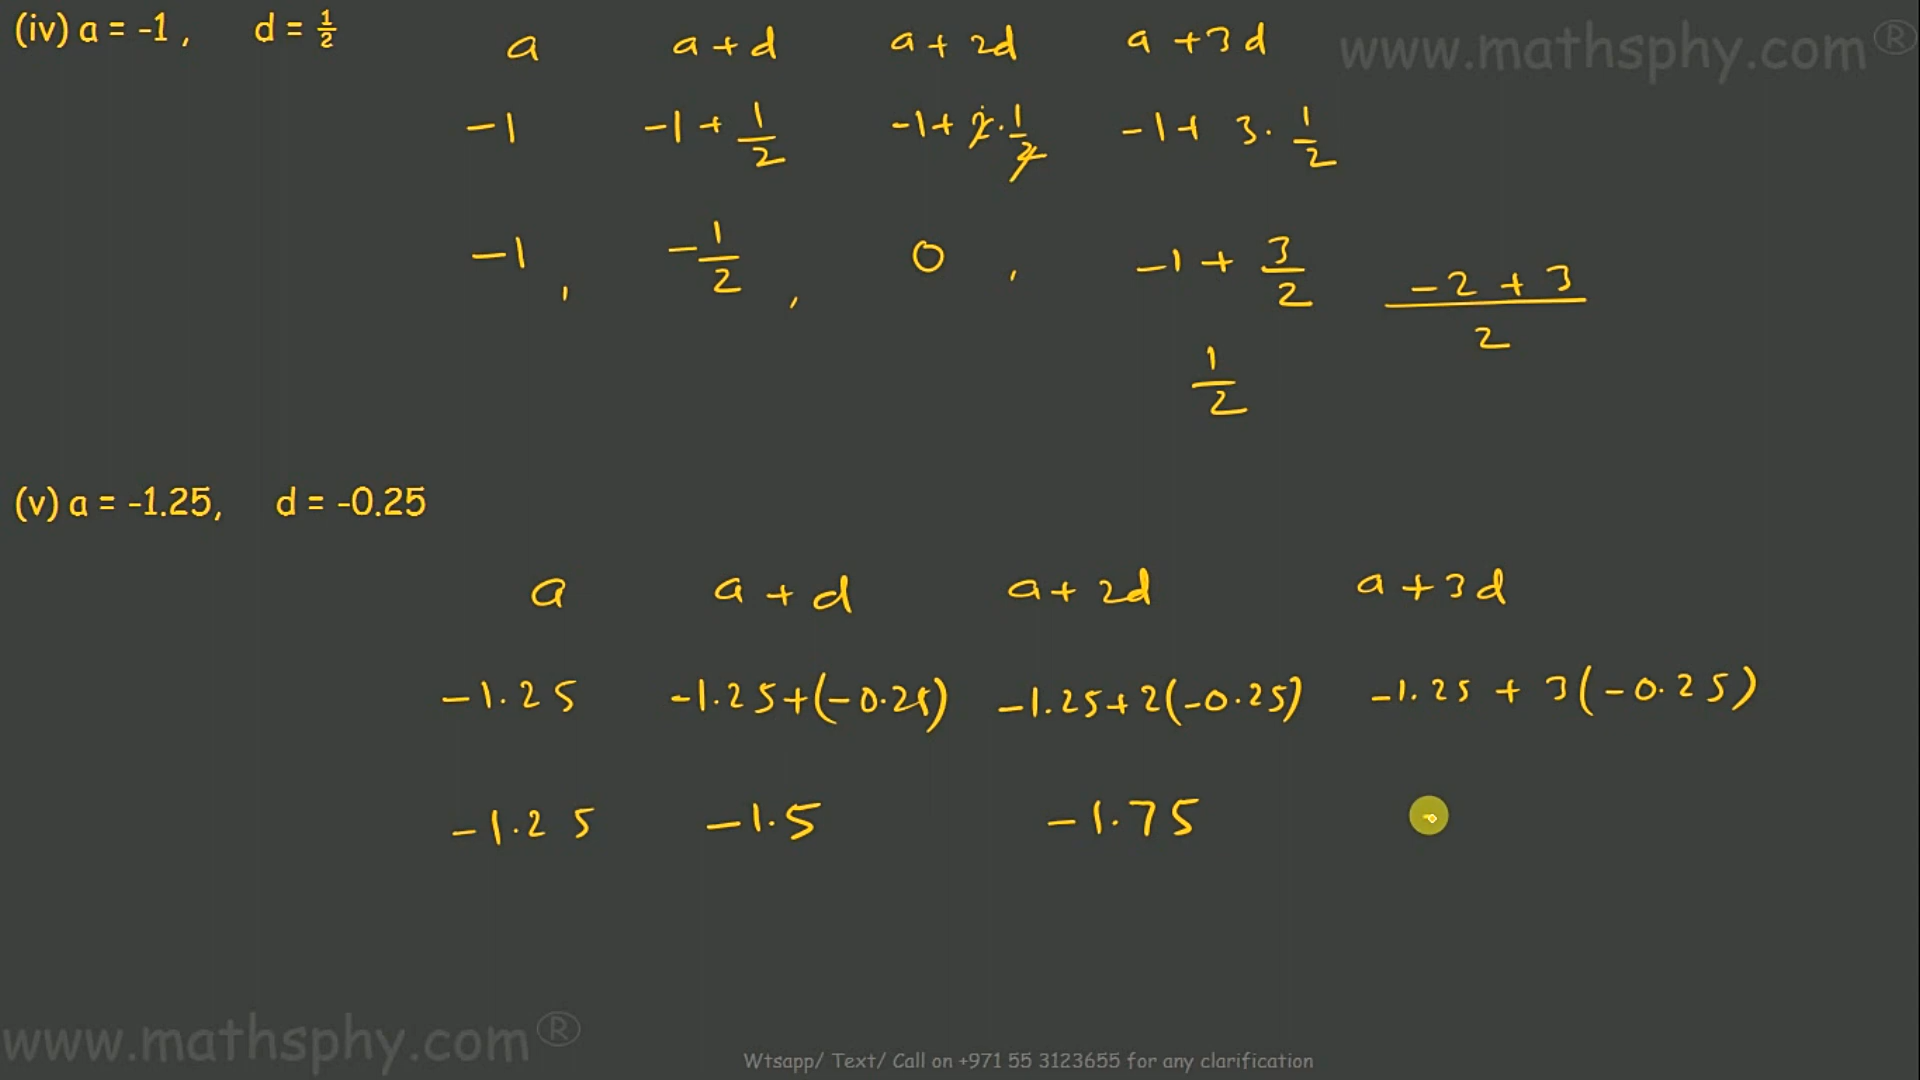 (iv) a = -1 , d = 1/2
a a + d a + 2d a + 3d
www.mathsphy.com®
-1 -1 + 1/2 -1 + 2 · 1/2 -1 + 3 · 1/2
-1 , -1/2 , 0 , -1 + 3/2 (-2 + 3)/2
1/2
(v) a = -1.25, d = -0.25
a a + d a + 2d a + 3d
-1.25 -1.25+(-0.25) -1.25+2(-0.25) -1.25 + 3(-0.25)
-1.25 -1.5 -1.75
www.mathsphy.com®
Wtsapp/ Text/ Call on +971 55 3123655 for any clarification